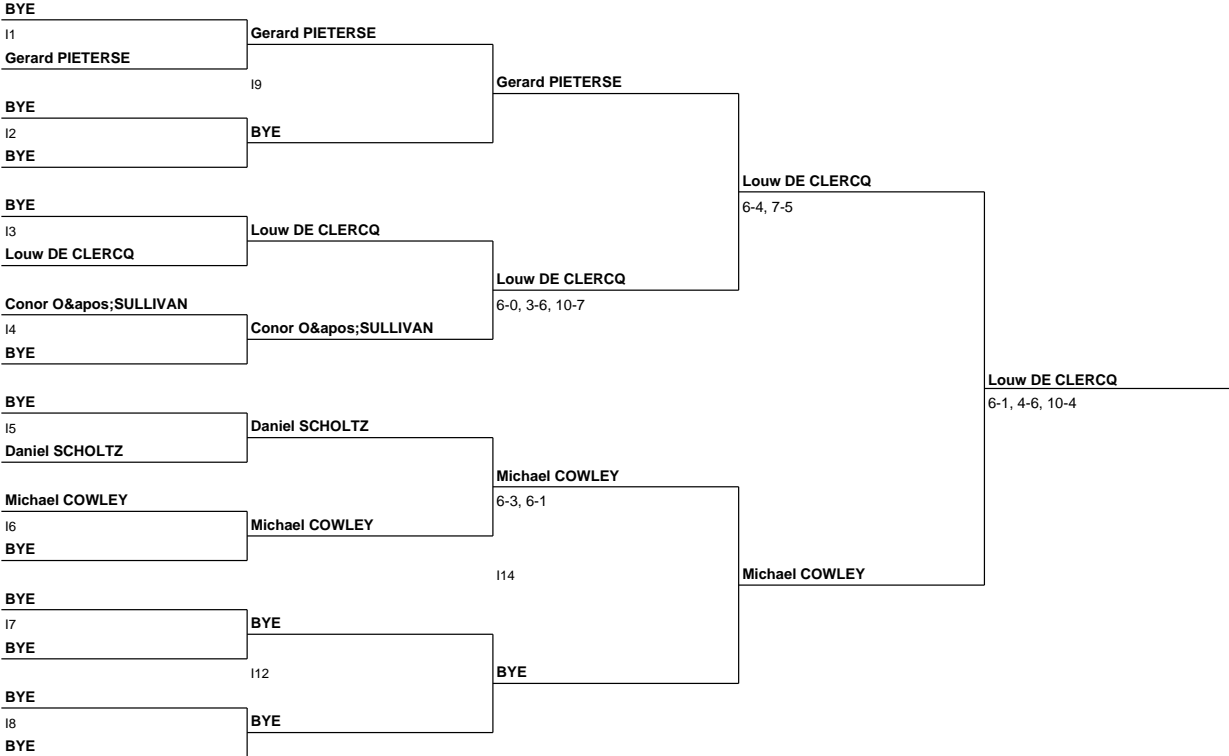 BYE
I1
Gerard PIETERSE
Gerard PIETERSE
I9
Gerard PIETERSE
BYE
I2
BYE
BYE
Louw DE CLERCQ
6-4, 7-5
BYE
I3
Louw DE CLERCQ
Louw DE CLERCQ
Louw DE CLERCQ
6-0, 3-6, 10-7
Conor O&apos;SULLIVAN
I4
Conor O&apos;SULLIVAN
BYE
Louw DE CLERCQ
6-1, 4-6, 10-4
BYE
I5
Daniel SCHOLTZ
Daniel SCHOLTZ
Michael COWLEY
6-3, 6-1
Michael COWLEY
I6
Michael COWLEY
BYE
I14
Michael COWLEY
BYE
I7
BYE
BYE
I12
BYE
BYE
I8
BYE
BYE